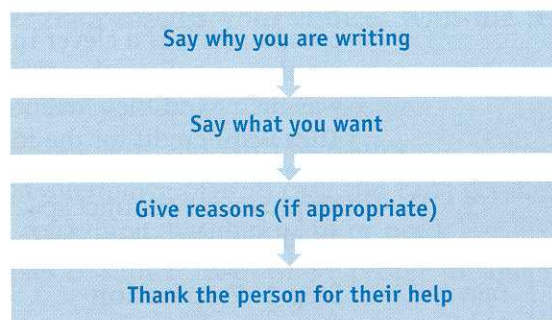 Say why you are writing
Say what you want
Give reasons (if appropriate)
Thank the person for their help